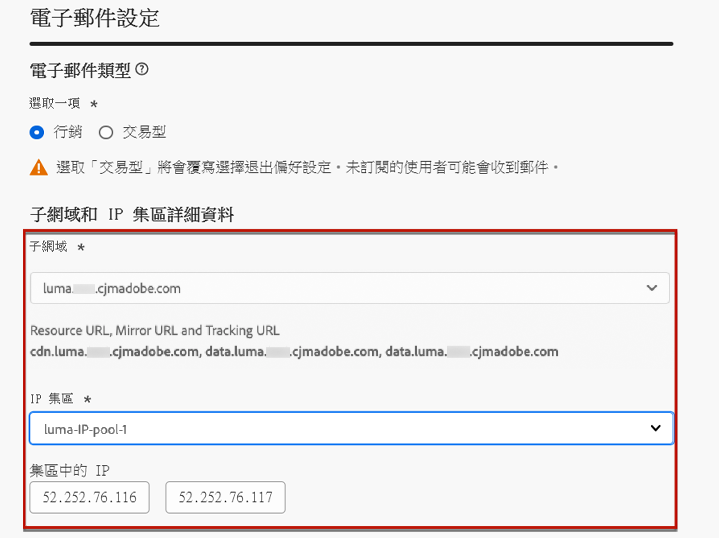 電子郵件設定
電子郵件類型
選取一項 *
行銷 交易型
選取「交易型」將會覆寫選擇退出偏好設定。未訂閱的使用者可能會收到郵件。
子網域和 IP 集區詳細資料
子網域 *
luma. .cjmadobe.com
Resource URL, Mirror URL and Tracking URL
cdn.luma. .cjmadobe.com, data.luma. .cjmadobe.com, data.luma. .cjmadobe.com
IP 集區 *
luma-IP-pool-1
集區中的 IP
52.252.76.116 52.252.76.117